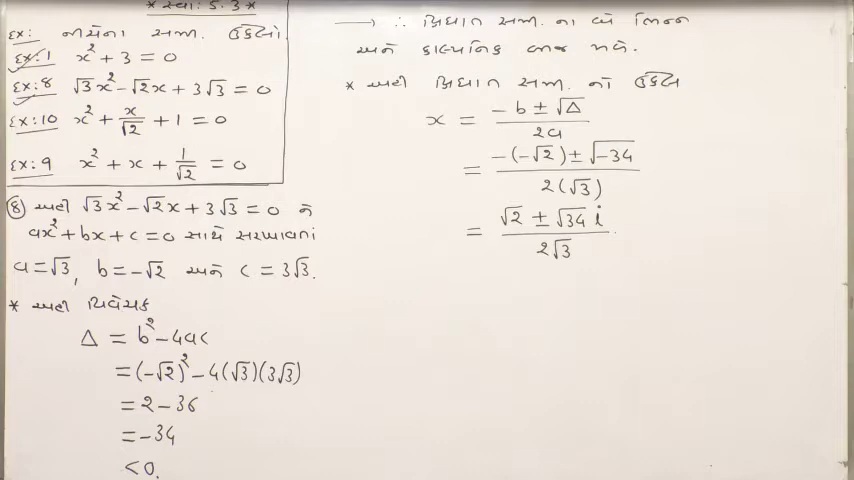 * સ્વા: 5.3 *
Ex: નીચેના સમી. ઉકેલો.
Ex:1 x² + 3 = 0
Ex:8 √3x² - √2x + 3√3 = 0
Ex:10 x² + x/√2 + 1 = 0
Ex:9 x² + x + 1/√2 = 0
⑧ અહીં √3x² - √2x + 3√3 = 0 ને
ax² + bx + c = 0 સાથે સરખાવતાં
a = √3, b = -√2 અને c = 3√3.
* અહીં વિવેચક
Δ = b² - 4ac
= (-√2)² - 4(√3)(3√3)
= 2 - 36
= -34
< 0.
⟶ ∴ દ્વિઘાત સમી. ના બે ભિન્ન
અને કાલ્પનિક બીજ મળે.
* અહીં દ્વિઘાત સમી. નો ઉકેલ
x = (-b ± √Δ)/2a
= (-(-√2) ± √-34)/2(√3)
= (√2 ± √34 i)/2√3